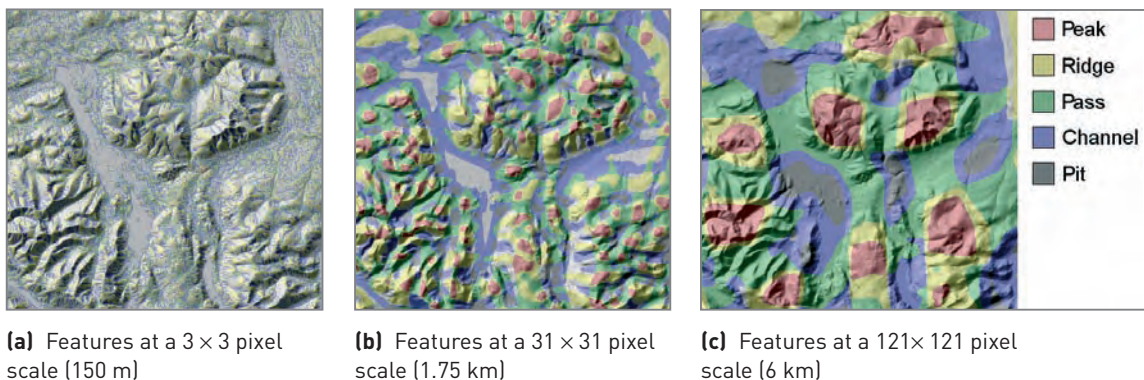 Peak
Ridge
Pass
Channel
Pit
(a) Features at a 3 × 3 pixel
scale (150 m)
(b) Features at a 31 × 31 pixel
scale (1.75 km)
(c) Features at a 121× 121 pixel
scale (6 km)